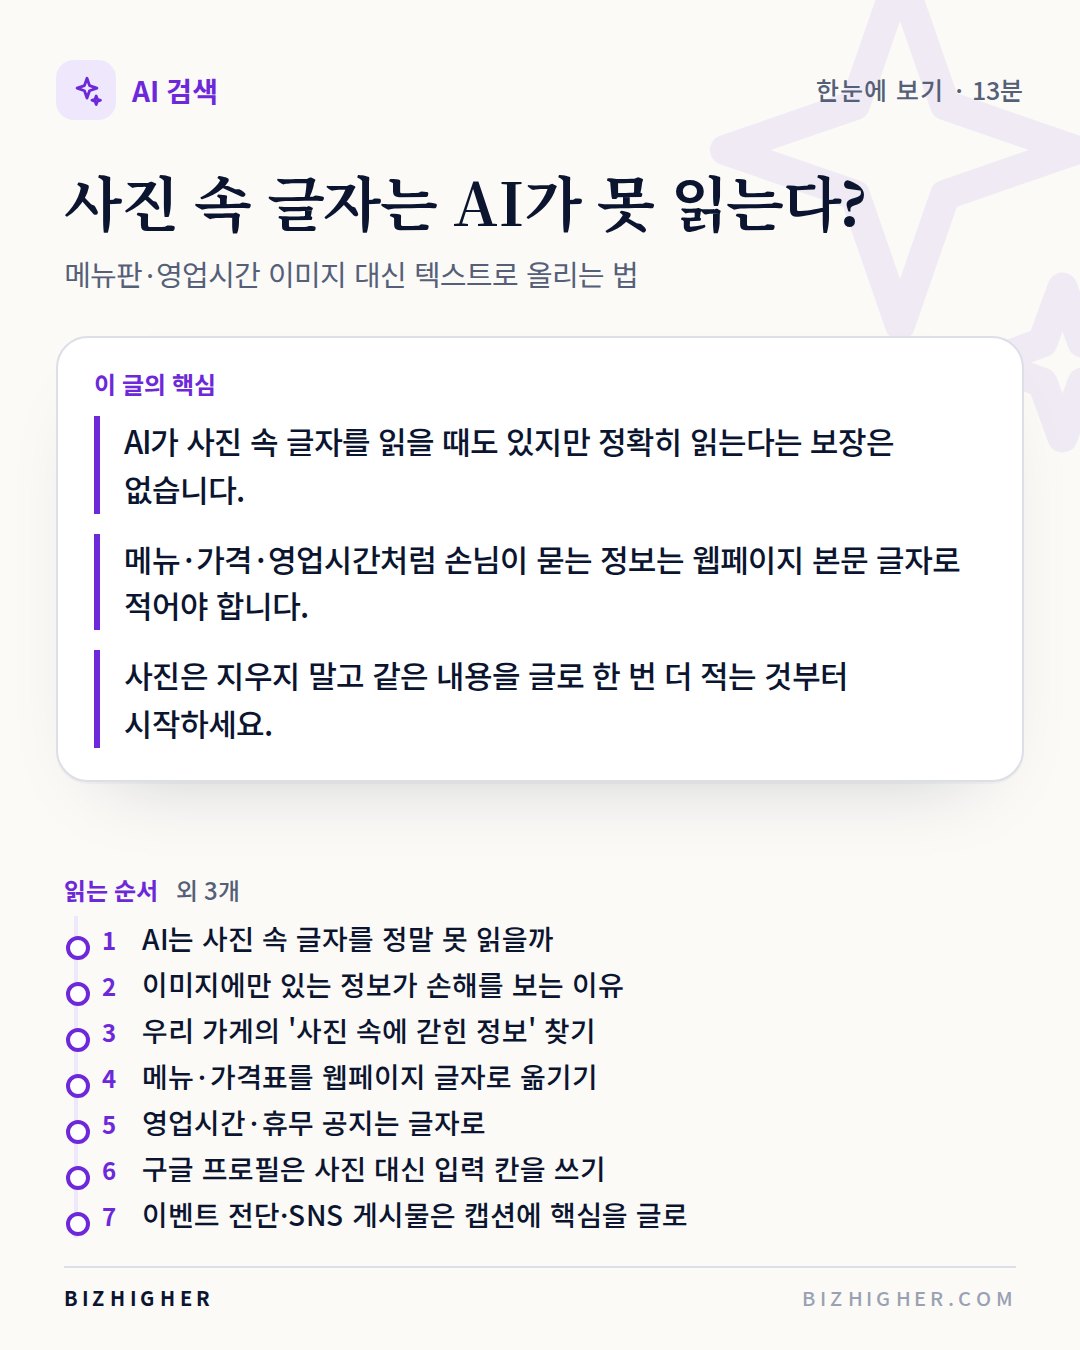 AI 검색
한눈에 보기 · 13분
사진 속 글자는 AI가 못 읽는다?
메뉴판·영업시간 이미지 대신 텍스트로 올리는 법
이 글의 핵심
AI가 사진 속 글자를 읽을 때도 있지만 정확히 읽는다는 보장은
없습니다.
메뉴·가격·영업시간처럼 손님이 묻는 정보는 웹페이지 본문 글자로
적어야 합니다.
사진은 지우지 말고 같은 내용을 글로 한 번 더 적는 것부터
시작하세요.
읽는 순서 외 3개
1 AI는 사진 속 글자를 정말 못 읽을까
2 이미지에만 있는 정보가 손해를 보는 이유
3 우리 가게의 '사진 속에 갇힌 정보' 찾기
4 메뉴·가격표를 웹페이지 글자로 옮기기
5 영업시간·휴무 공지는 글자로
6 구글 프로필은 사진 대신 입력 칸을 쓰기
7 이벤트 전단·SNS 게시물은 캡션에 핵심을 글로
BIZHIGHER
BIZHIGHER.COM